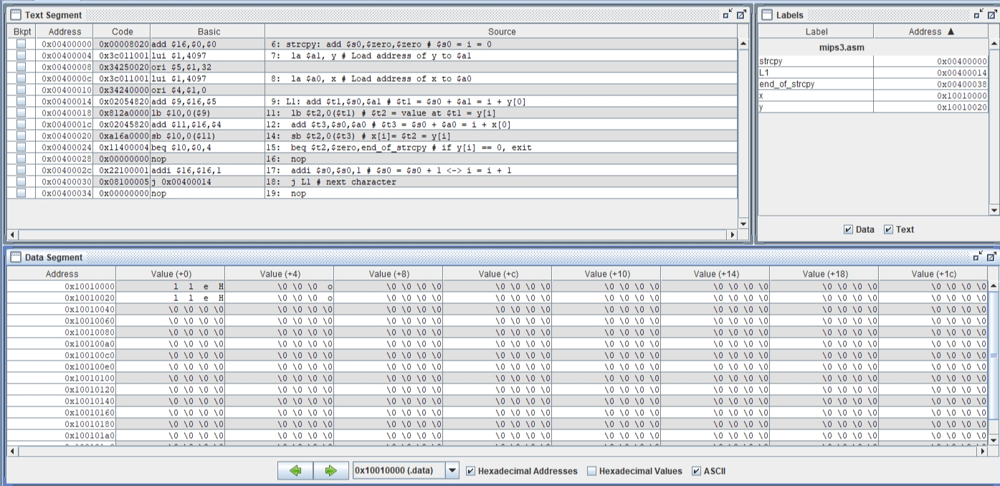 Text Segment
Bkpt Address Code Basic Source
0x00400000 0x00008020 add $16,$0,$0 6: strcpy: add $s0,$zero,$zero # $s0 = i = 0
0x00400004 0x3c011001 lui $1,4097 7: la $a1, y # Load address of y to $a1
0x00400008 0x34250020 ori $5,$1,32
0x0040000c 0x3c011001 lui $1,4097 8: la $a0, x # Load address of x to $a0
0x00400010 0x34240000 ori $4,$1,0
0x00400014 0x02054820 add $9,$16,$5 9: L1: add $t1,$s0,$a1 # $t1 = $s0 + $a1 = i + y[0]
0x00400018 0x812a0000 lb $10,0($9) 11: lb $t2,0($t1) # $t2 = value at $t1 = y[i]
0x0040001c 0x02045820 add $11,$16,$4 12: add $t3,$s0,$a0 # $t3 = $s0 + $a0 = i + x[0]
0x00400020 0xa16a0000 sb $10,0($11) 14: sb $t2,0($t3) # x[i]= $t2 = y[i]
0x00400024 0x11400004 beq $10,$0,4 15: beq $t2,$zero,end_of_strcpy # if y[i] == 0, exit
0x00400028 0x00000000 nop 16: nop
0x0040002c 0x22100001 addi $16,$16,1 17: addi $s0,$s0,1 # $s0 = $s0 + 1 <-> i = i + 1
0x00400030 0x08100005 j 0x00400014 18: j L1 # next character
0x00400034 0x00000000 nop 19: nop
Labels
Label Address ▲
mips3.asm
strcpy 0x00400000
L1 0x00400014
end_of_strcpy 0x00400038
x 0x10010000
y 0x10010020
Data Text
Data Segment
Address Value (+0) Value (+4) Value (+8) Value (+c) Value (+10) Value (+14) Value (+18) Value (+1c)
0x10010000 l l e H \0 \0 \0 o \0 \0 \0 \0 \0 \0 \0 \0 \0 \0 \0 \0 \0 \0 \0 \0 \0 \0 \0 \0 \0 \0 \0 \0
0x10010020 l l e H \0 \0 \0 o \0 \0 \0 \0 \0 \0 \0 \0 \0 \0 \0 \0 \0 \0 \0 \0 \0 \0 \0 \0 \0 \0 \0 \0
0x10010040 \0 \0 \0 \0 \0 \0 \0 \0 \0 \0 \0 \0 \0 \0 \0 \0 \0 \0 \0 \0 \0 \0 \0 \0 \0 \0 \0 \0 \0 \0 \0 \0
0x10010060 \0 \0 \0 \0 \0 \0 \0 \0 \0 \0 \0 \0 \0 \0 \0 \0 \0 \0 \0 \0 \0 \0 \0 \0 \0 \0 \0 \0 \0 \0 \0 \0
0x10010080 \0 \0 \0 \0 \0 \0 \0 \0 \0 \0 \0 \0 \0 \0 \0 \0 \0 \0 \0 \0 \0 \0 \0 \0 \0 \0 \0 \0 \0 \0 \0 \0
0x100100a0 \0 \0 \0 \0 \0 \0 \0 \0 \0 \0 \0 \0 \0 \0 \0 \0 \0 \0 \0 \0 \0 \0 \0 \0 \0 \0 \0 \0 \0 \0 \0 \0
0x100100c0 \0 \0 \0 \0 \0 \0 \0 \0 \0 \0 \0 \0 \0 \0 \0 \0 \0 \0 \0 \0 \0 \0 \0 \0 \0 \0 \0 \0 \0 \0 \0 \0
0x100100e0 \0 \0 \0 \0 \0 \0 \0 \0 \0 \0 \0 \0 \0 \0 \0 \0 \0 \0 \0 \0 \0 \0 \0 \0 \0 \0 \0 \0 \0 \0 \0 \0
0x10010100 \0 \0 \0 \0 \0 \0 \0 \0 \0 \0 \0 \0 \0 \0 \0 \0 \0 \0 \0 \0 \0 \0 \0 \0 \0 \0 \0 \0 \0 \0 \0 \0
0x10010120 \0 \0 \0 \0 \0 \0 \0 \0 \0 \0 \0 \0 \0 \0 \0 \0 \0 \0 \0 \0 \0 \0 \0 \0 \0 \0 \0 \0 \0 \0 \0 \0
0x10010140 \0 \0 \0 \0 \0 \0 \0 \0 \0 \0 \0 \0 \0 \0 \0 \0 \0 \0 \0 \0 \0 \0 \0 \0 \0 \0 \0 \0 \0 \0 \0 \0
0x10010160 \0 \0 \0 \0 \0 \0 \0 \0 \0 \0 \0 \0 \0 \0 \0 \0 \0 \0 \0 \0 \0 \0 \0 \0 \0 \0 \0 \0 \0 \0 \0 \0
0x10010180 \0 \0 \0 \0 \0 \0 \0 \0 \0 \0 \0 \0 \0 \0 \0 \0 \0 \0 \0 \0 \0 \0 \0 \0 \0 \0 \0 \0 \0 \0 \0 \0
0x100101a0 \0 \0 \0 \0 \0 \0 \0 \0 \0 \0 \0 \0 \0 \0 \0 \0 \0 \0 \0 \0 \0 \0 \0 \0 \0 \0 \0 \0 \0 \0 \0 \0
0x10010000 (.data) Hexadecimal Addresses Hexadecimal Values ASCII